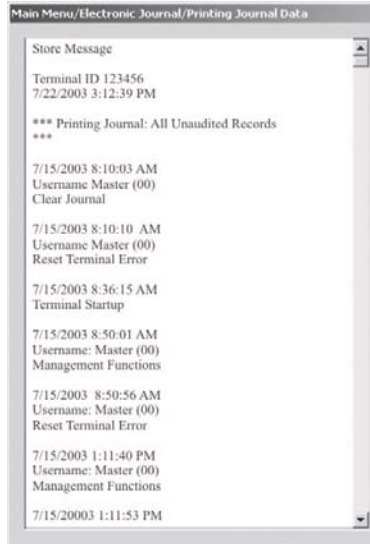 Main Menu/Electronic Journal/Printing Journal Data
Store Message
Terminal ID 123456
7/22/2003 3:12:39 PM
*** Printing Journal: All Unaudited Records
***
7/15/2003 8:10:03 AM
Username Master (00)
Clear Journal
7/15/2003 8:10:10 AM
Username Master (00)
Reset Terminal Error
7/15/2003 8:36:15 AM
Terminal Startup
7/15/2003 8:50:01 AM
Username: Master (00)
Management Functions
7/15/2003 8:50:56 AM
Username: Master (00)
Reset Terminal Error
7/15/2003 1:11:40 PM
Username: Master (00)
Management Functions
7/15/20003 1:11:53 PM